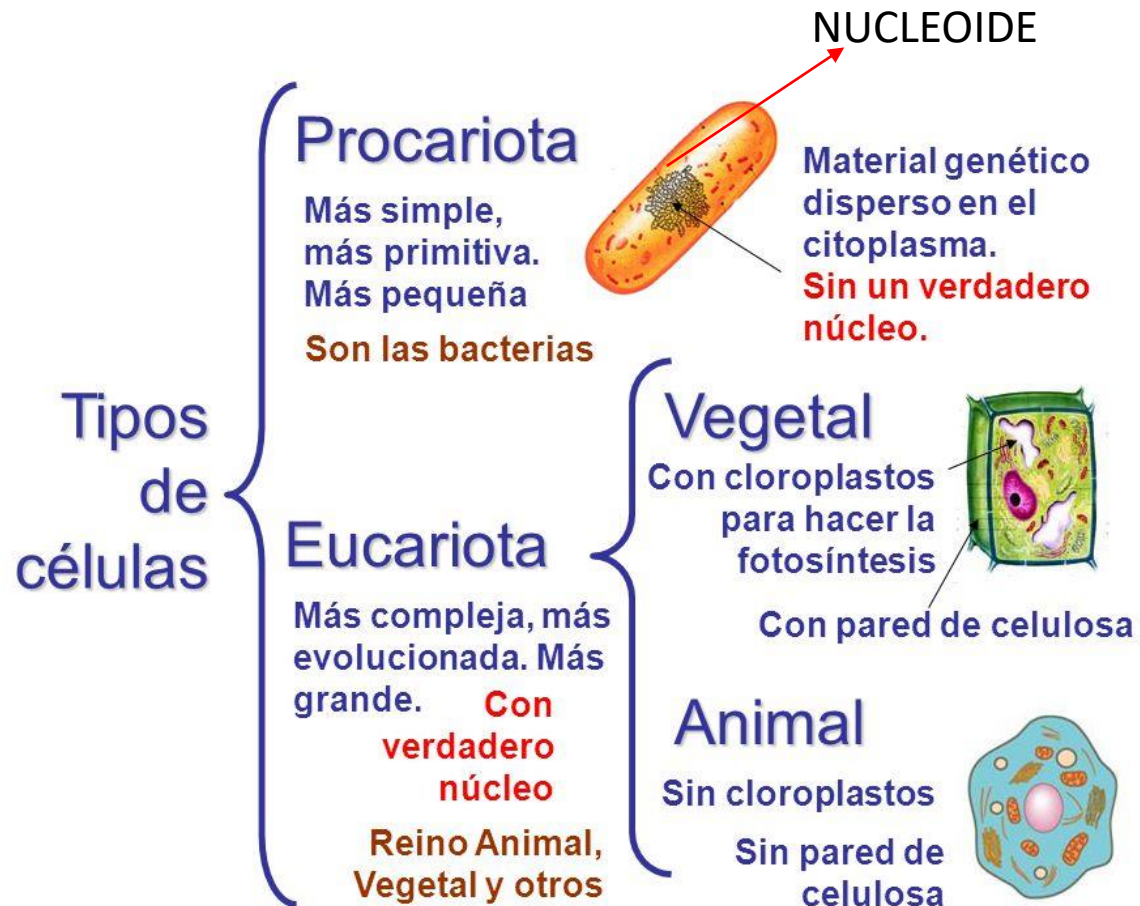 NUCLEOIDE
Tipos
de
células
Procariota
Más simple,
más primitiva.
Más pequeña
Son las bacterias
Material genético
disperso en el
citoplasma.
Sin un verdadero
núcleo.
Eucariota
Más compleja, más
evolucionada. Más
grande.
Con
verdadero
núcleo
Reino Animal,
Vegetal y otros
Vegetal
Con cloroplastos
para hacer la
fotosíntesis
Con pared de celulosa
Animal
Sin cloroplastos
Sin pared de
celulosa